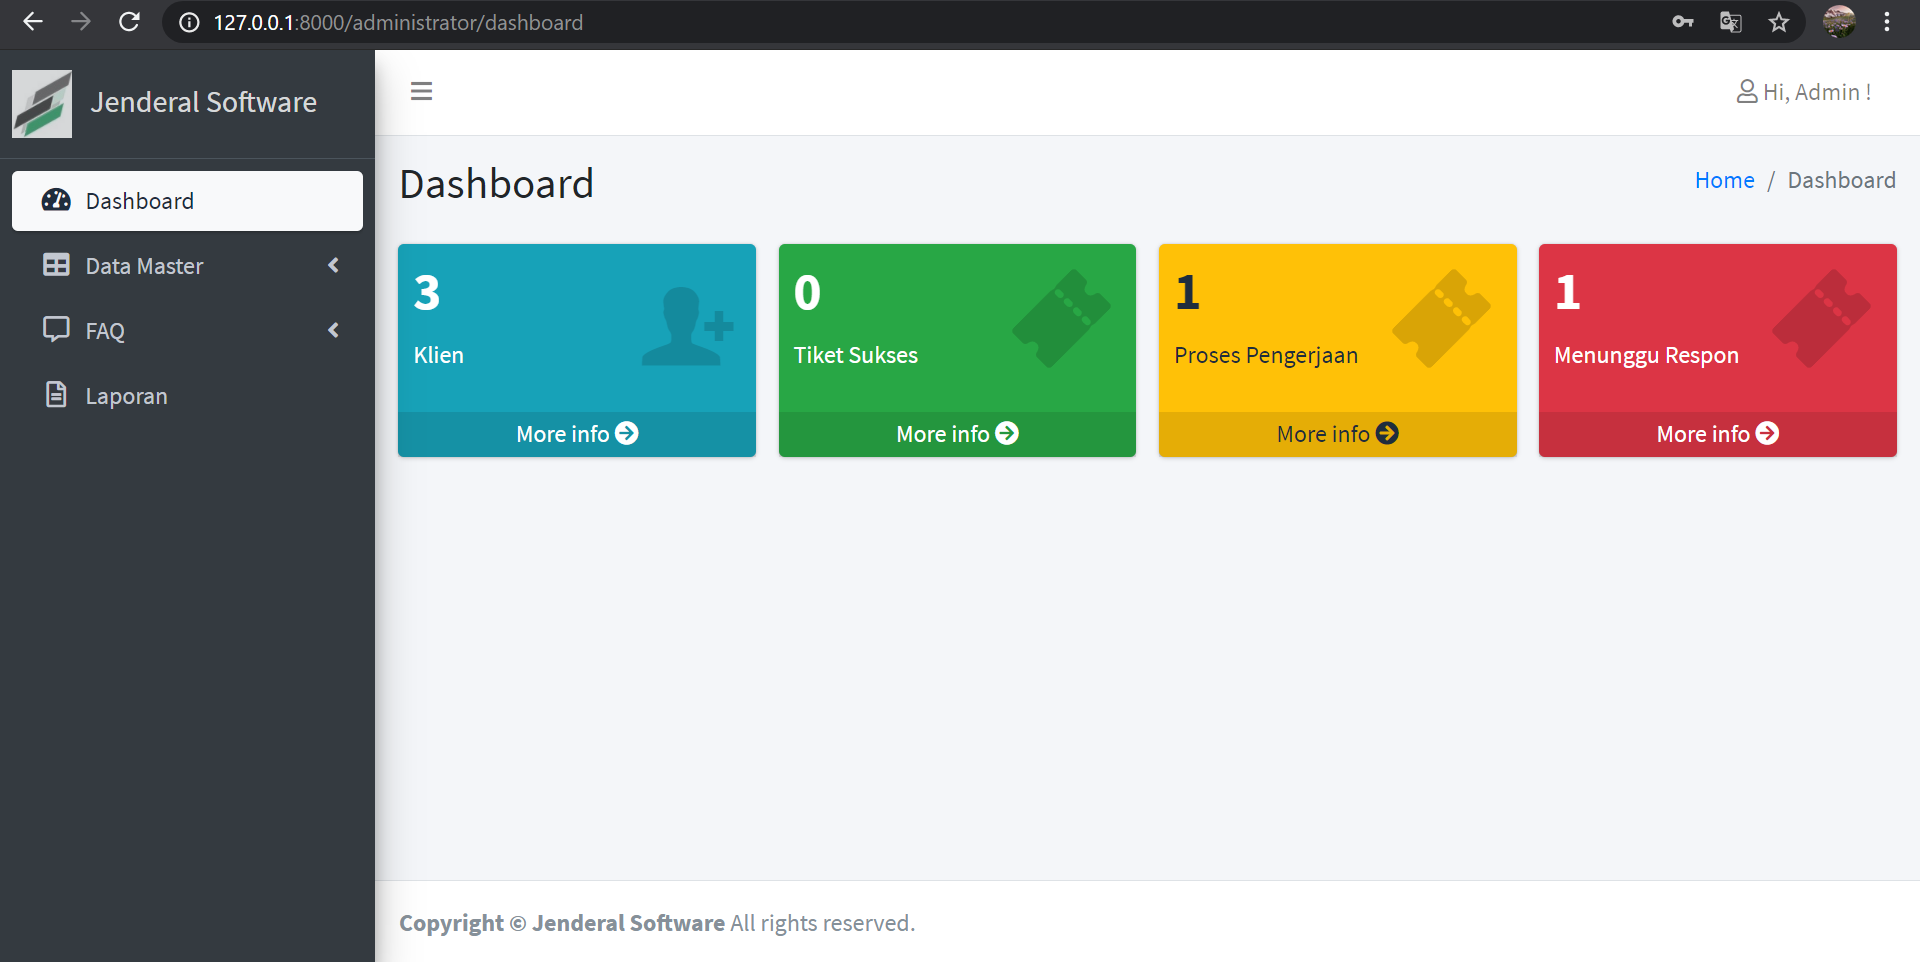 127.0.0.1:8000/administrator/dashboard
Jenderal Software
Hi, Admin !
Dashboard
Data Master
FAQ
Laporan
Dashboard
Home / Dashboard
3
Klien
More info
0
Tiket Sukses
More info
1
Proses Pengerjaan
More info
1
Menunggu Respon
More info
Copyright © Jenderal Software All rights reserved.